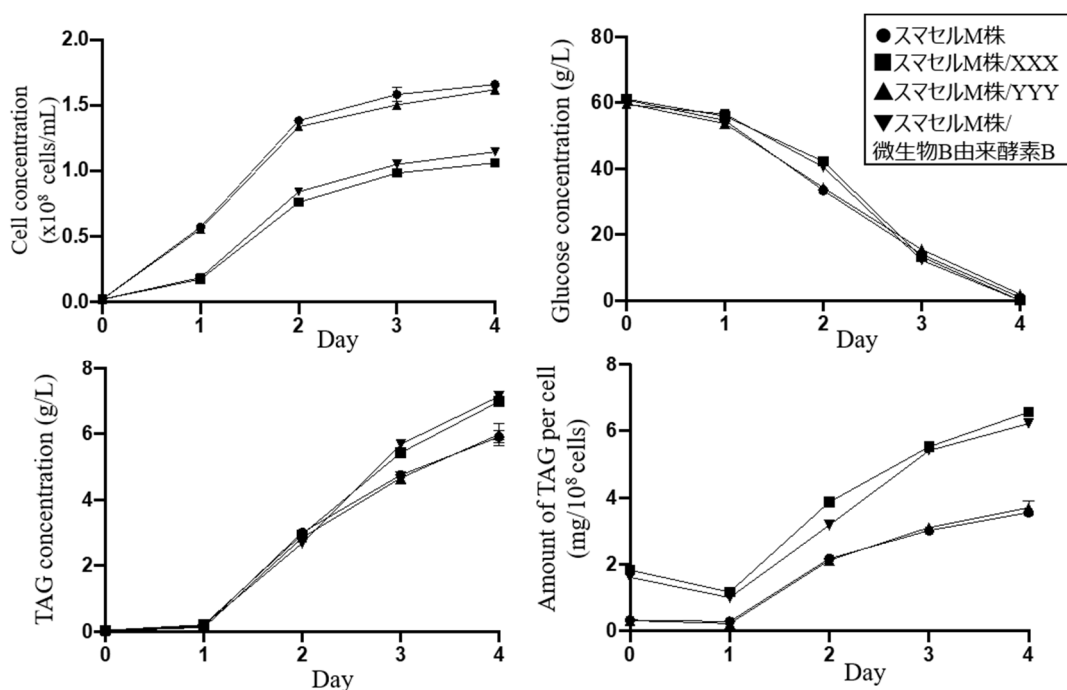 Cell concentration
(x10⁸ cells/mL)
2.0
1.5
1.0
0.5
0.0
0 1 2 3 4
Day
Glucose concentration (g/L)
80
60
40
20
0
0 1 2 3 4
Day
●スマセルM株
■スマセルM株/XXX
▲スマセルM株/YYY
▼スマセルM株/
微生物B由来酵素B
TAG concentration (g/L)
8
6
4
2
0
0 1 2 3 4
Day
Amount of TAG per cell
(mg/10⁸ cells)
8
6
4
2
0
0 1 2 3 4
Day